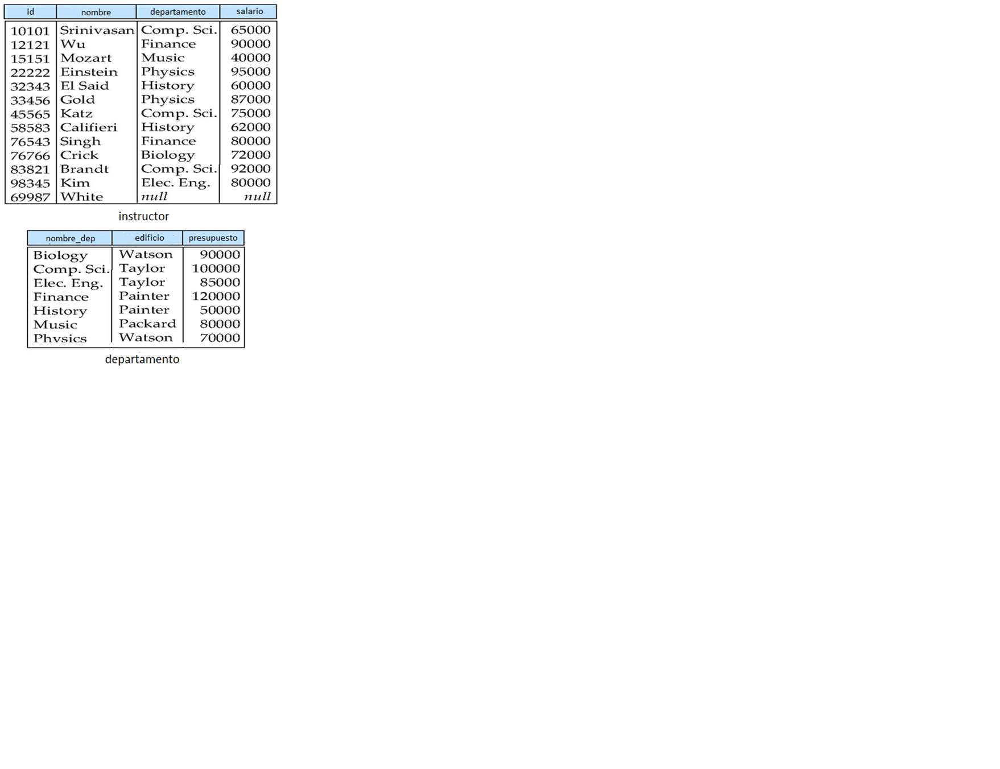 id nombre departamento salario
10101 Srinivasan Comp. Sci. 65000
12121 Wu Finance 90000
15151 Mozart Music 40000
22222 Einstein Physics 95000
32343 El Said History 60000
33456 Gold Physics 87000
45565 Katz Comp. Sci. 75000
58583 Califieri History 62000
76543 Singh Finance 80000
76766 Crick Biology 72000
83821 Brandt Comp. Sci. 92000
98345 Kim Elec. Eng. 80000
69987 White null null
instructor
nombre_dep edificio presupuesto
Biology Watson 90000
Comp. Sci. Taylor 100000
Elec. Eng. Taylor 85000
Finance Painter 120000
History Painter 50000
Music Packard 80000
Physics Watson 70000
departamento